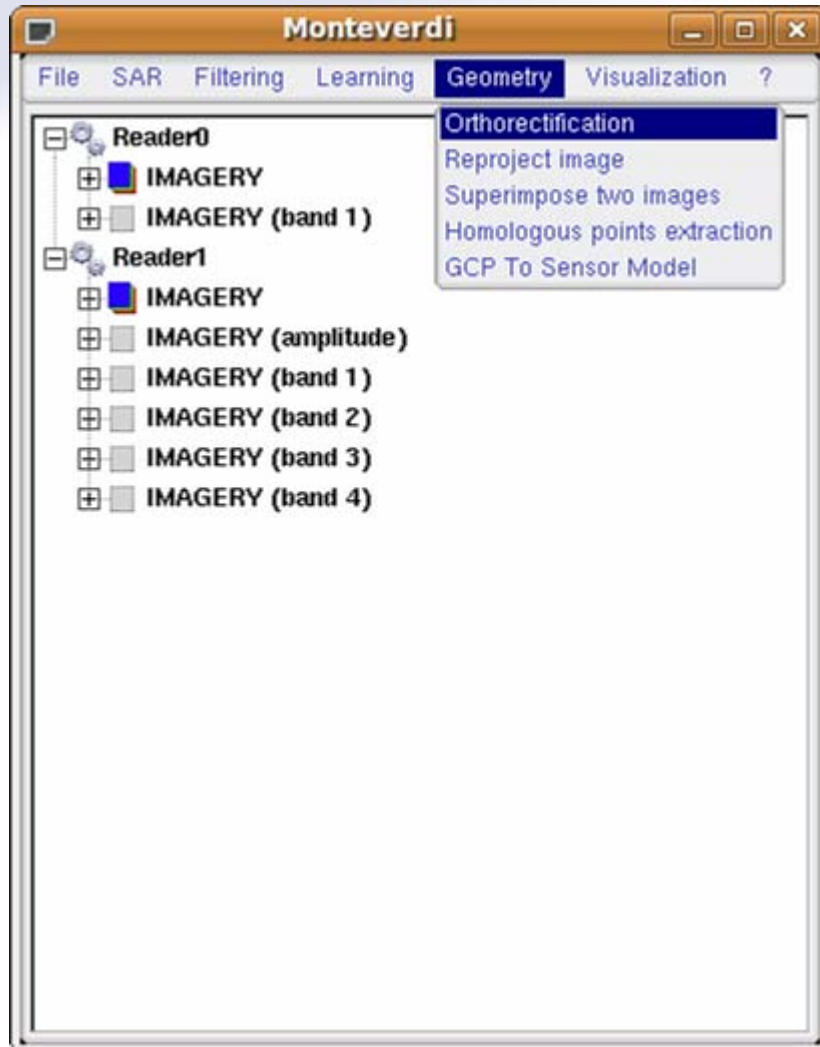 Monteverdi
File SAR Filtering Learning Geometry Visualization ?
Orthorectification
Reproject image
Superimpose two images
Homologous points extraction
GCP To Sensor Model
Reader0
IMAGERY
IMAGERY (band 1)
Reader1
IMAGERY
IMAGERY (amplitude)
IMAGERY (band 1)
IMAGERY (band 2)
IMAGERY (band 3)
IMAGERY (band 4)